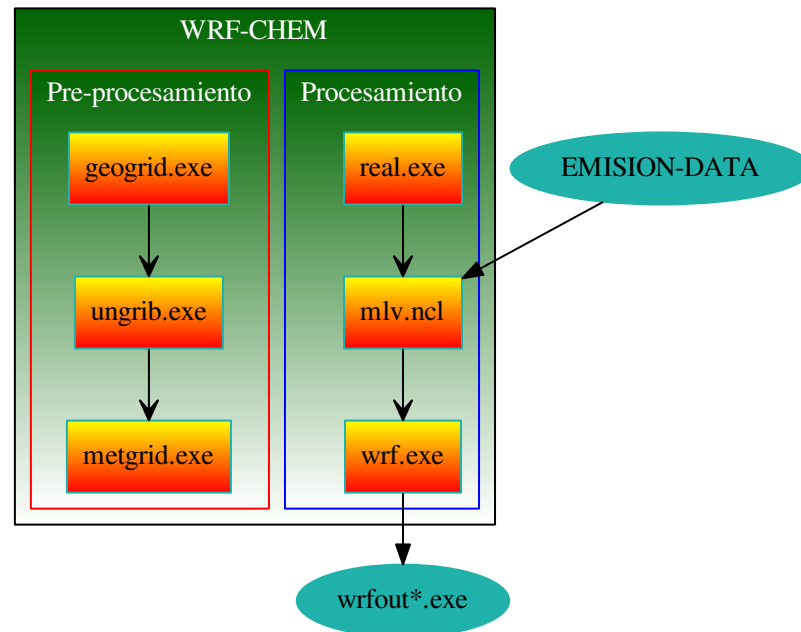 WRF-CHEM
Pre-procesamiento
Procesamiento
geogrid.exe
real.exe
EMISION-DATA
ungrib.exe
mlv.ncl
metgrid.exe
wrf.exe
wrfout*.exe